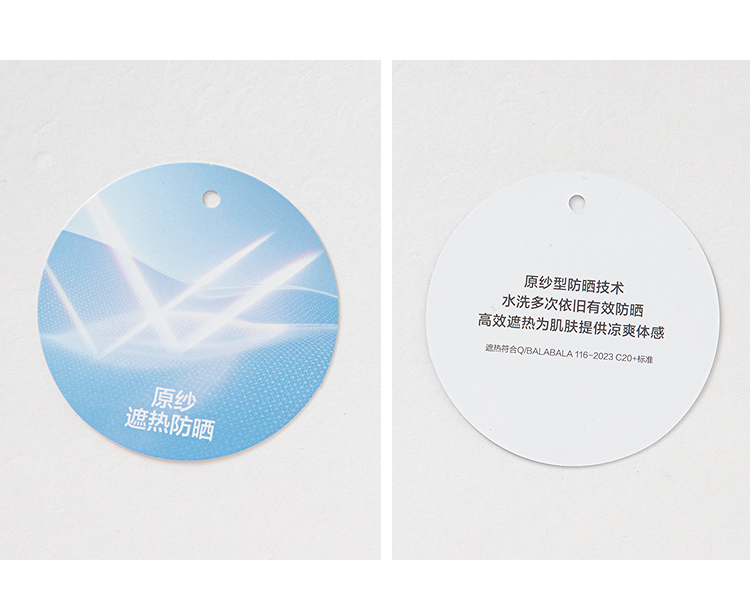 原纱
遮热防晒
原纱型防晒技术
水洗多次依旧有效防晒
高效遮热为肌肤提供凉爽体感
遮热符合Q/BALABALA 116-2023 C20+标准